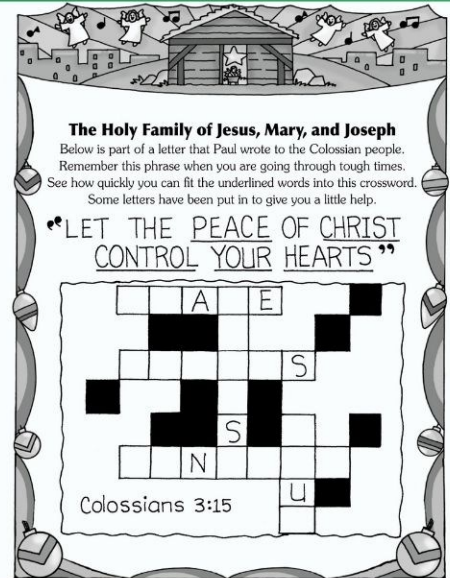 The Holy Family of Jesus, Mary, and Joseph
Below is part of a letter that Paul wrote to the Colossian people.
Remember this phrase when you are going through tough times.
See how quickly you can fit the underlined words into this crossword.
Some letters have been put in to give you a little help.
“LET THE PEACE OF CHRIST
CONTROL YOUR HEARTS”
A E
S
S
N
U
Colossians 3:15